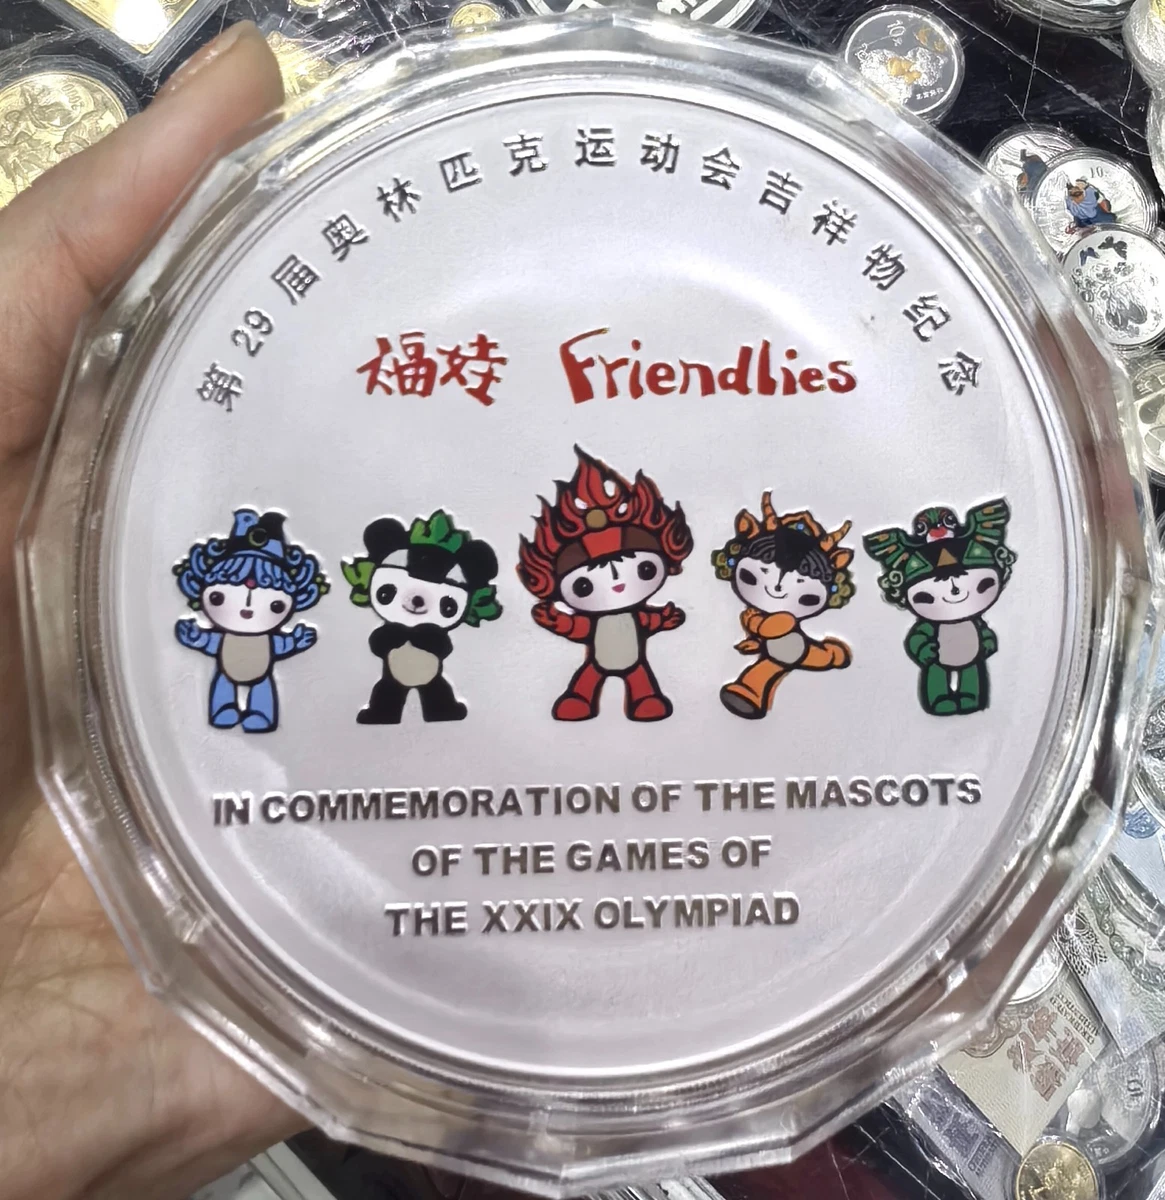 第29届奥林匹克运动会吉祥物纪念
福娃 Friendlies
IN COMMEMORATION OF THE MASCOTS
OF THE GAMES OF
THE XXIX OLYMPIAD